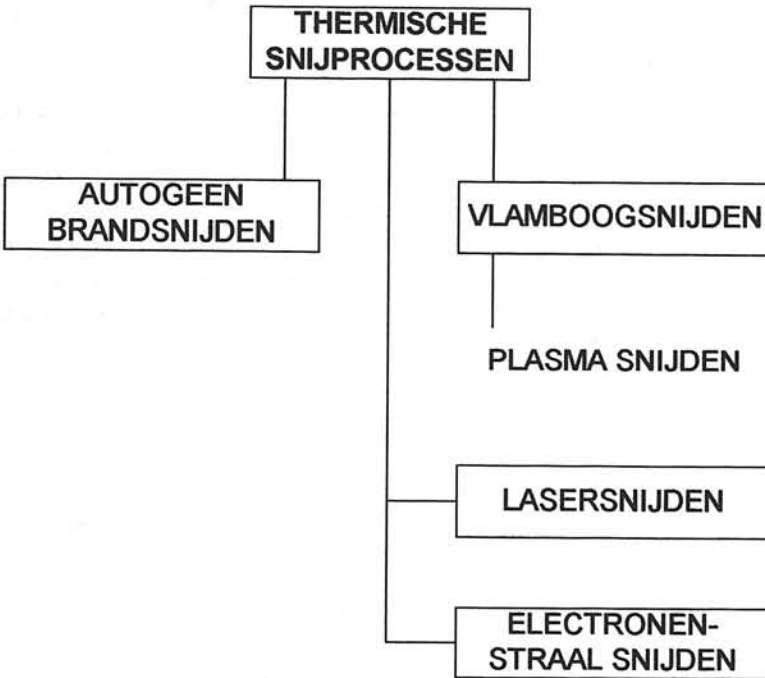 THERMISCHE
SNIJPROCESSEN
AUTOGEEN
BRANDSNIJDEN
VLAMBOOGSNIJDEN
PLASMA SNIJDEN
LASERSNIJDEN
ELECTRONEN-
STRAAL SNIJDEN